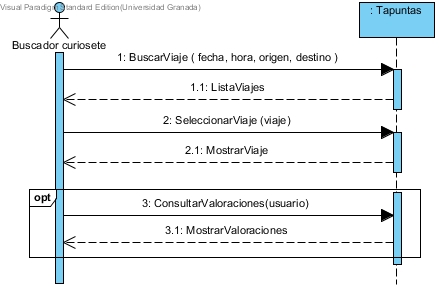 Visual Paradigm Standard Edition(Universidad Granada)
: Tapuntas
Buscador curiosete
1: BuscarViaje ( fecha, hora, origen, destino )
1.1: ListaViajes
2: SeleccionarViaje (viaje)
2.1: MostrarViaje
opt
3: ConsultarValoraciones(usuario)
3.1: MostrarValoraciones